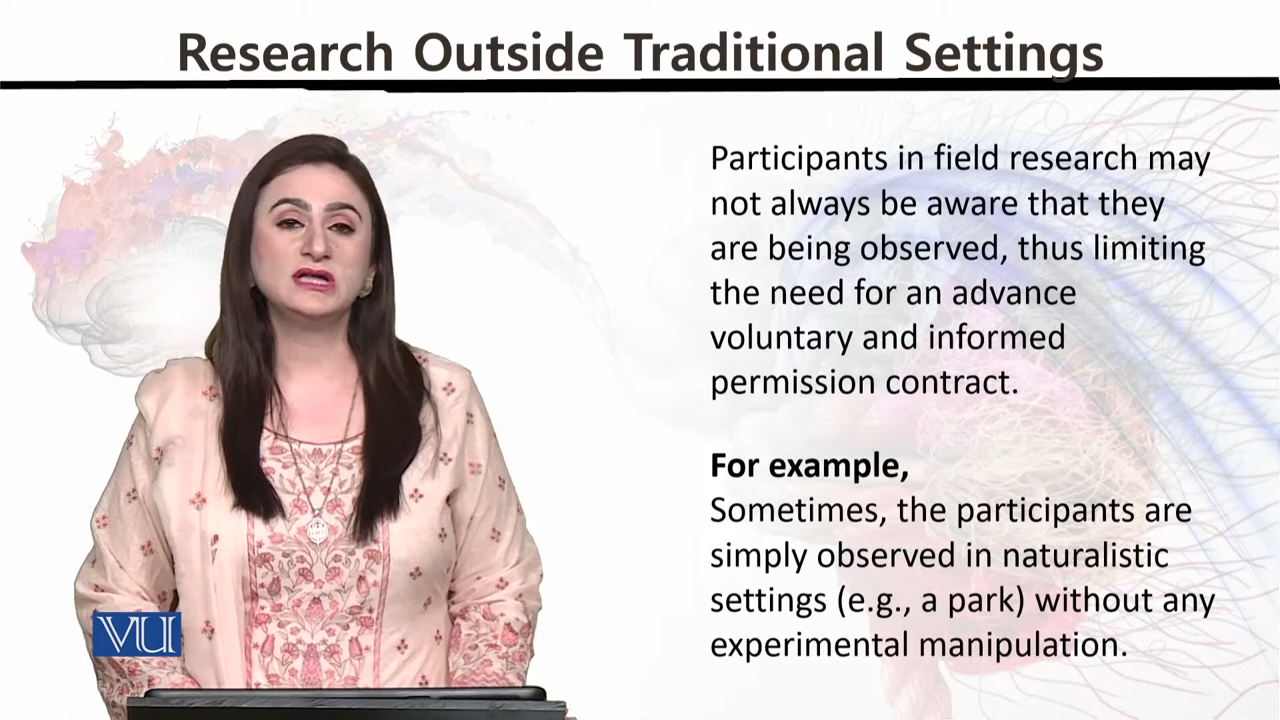 Research Outside Traditional Settings
Participants in field research may
not always be aware that they
are being observed, thus limiting
the need for an advance
voluntary and informed
permission contract.
For example,
Sometimes, the participants are
simply observed in naturalistic
settings (e.g., a park) without any
experimental manipulation.
VU